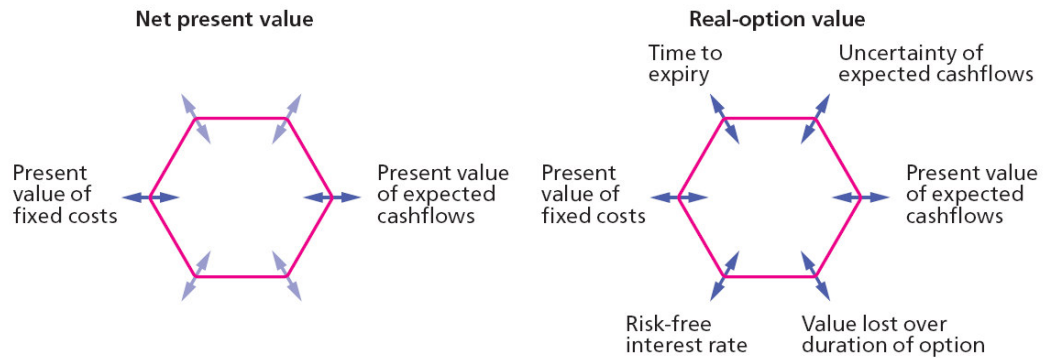 Net present value
Present
value of
fixed costs
Present value
of expected
cashflows
Real-option value
Time to
expiry
Uncertainty of
expected cashflows
Present
value of
fixed costs
Present value
of expected
cashflows
Risk-free
interest rate
Value lost over
duration of option